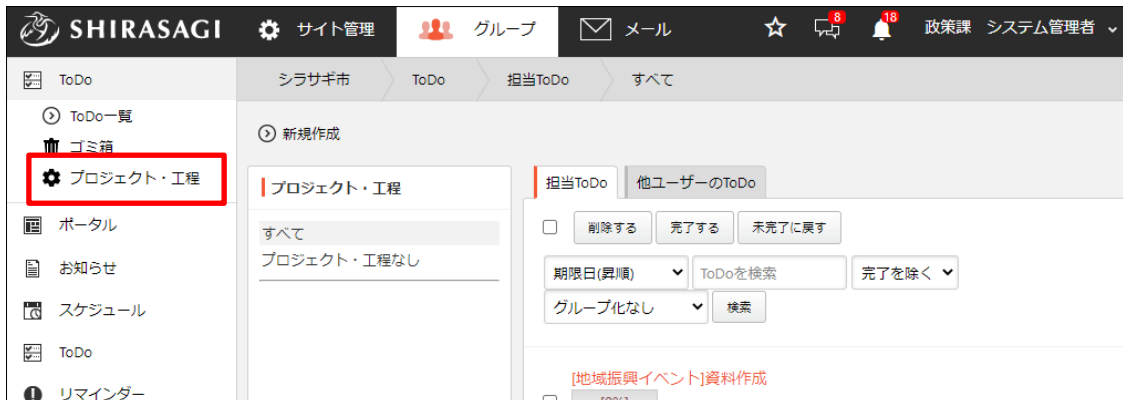 SHIRASAGI サイト管理 グループ メール 8 18 政策課 システム管理者
ToDo
ToDo一覧
ゴミ箱
プロジェクト・工程
ポータル
お知らせ
スケジュール
ToDo
リマインダー
シラサギ市 ToDo 担当ToDo すべて
新規作成
プロジェクト・工程
すべて
プロジェクト・工程なし
担当ToDo 他ユーザーのToDo
削除する 完了する 未完了に戻す
期限日(昇順) ToDoを検索 完了を除く
グループ化なし 検索
[地域振興イベント]資料作成